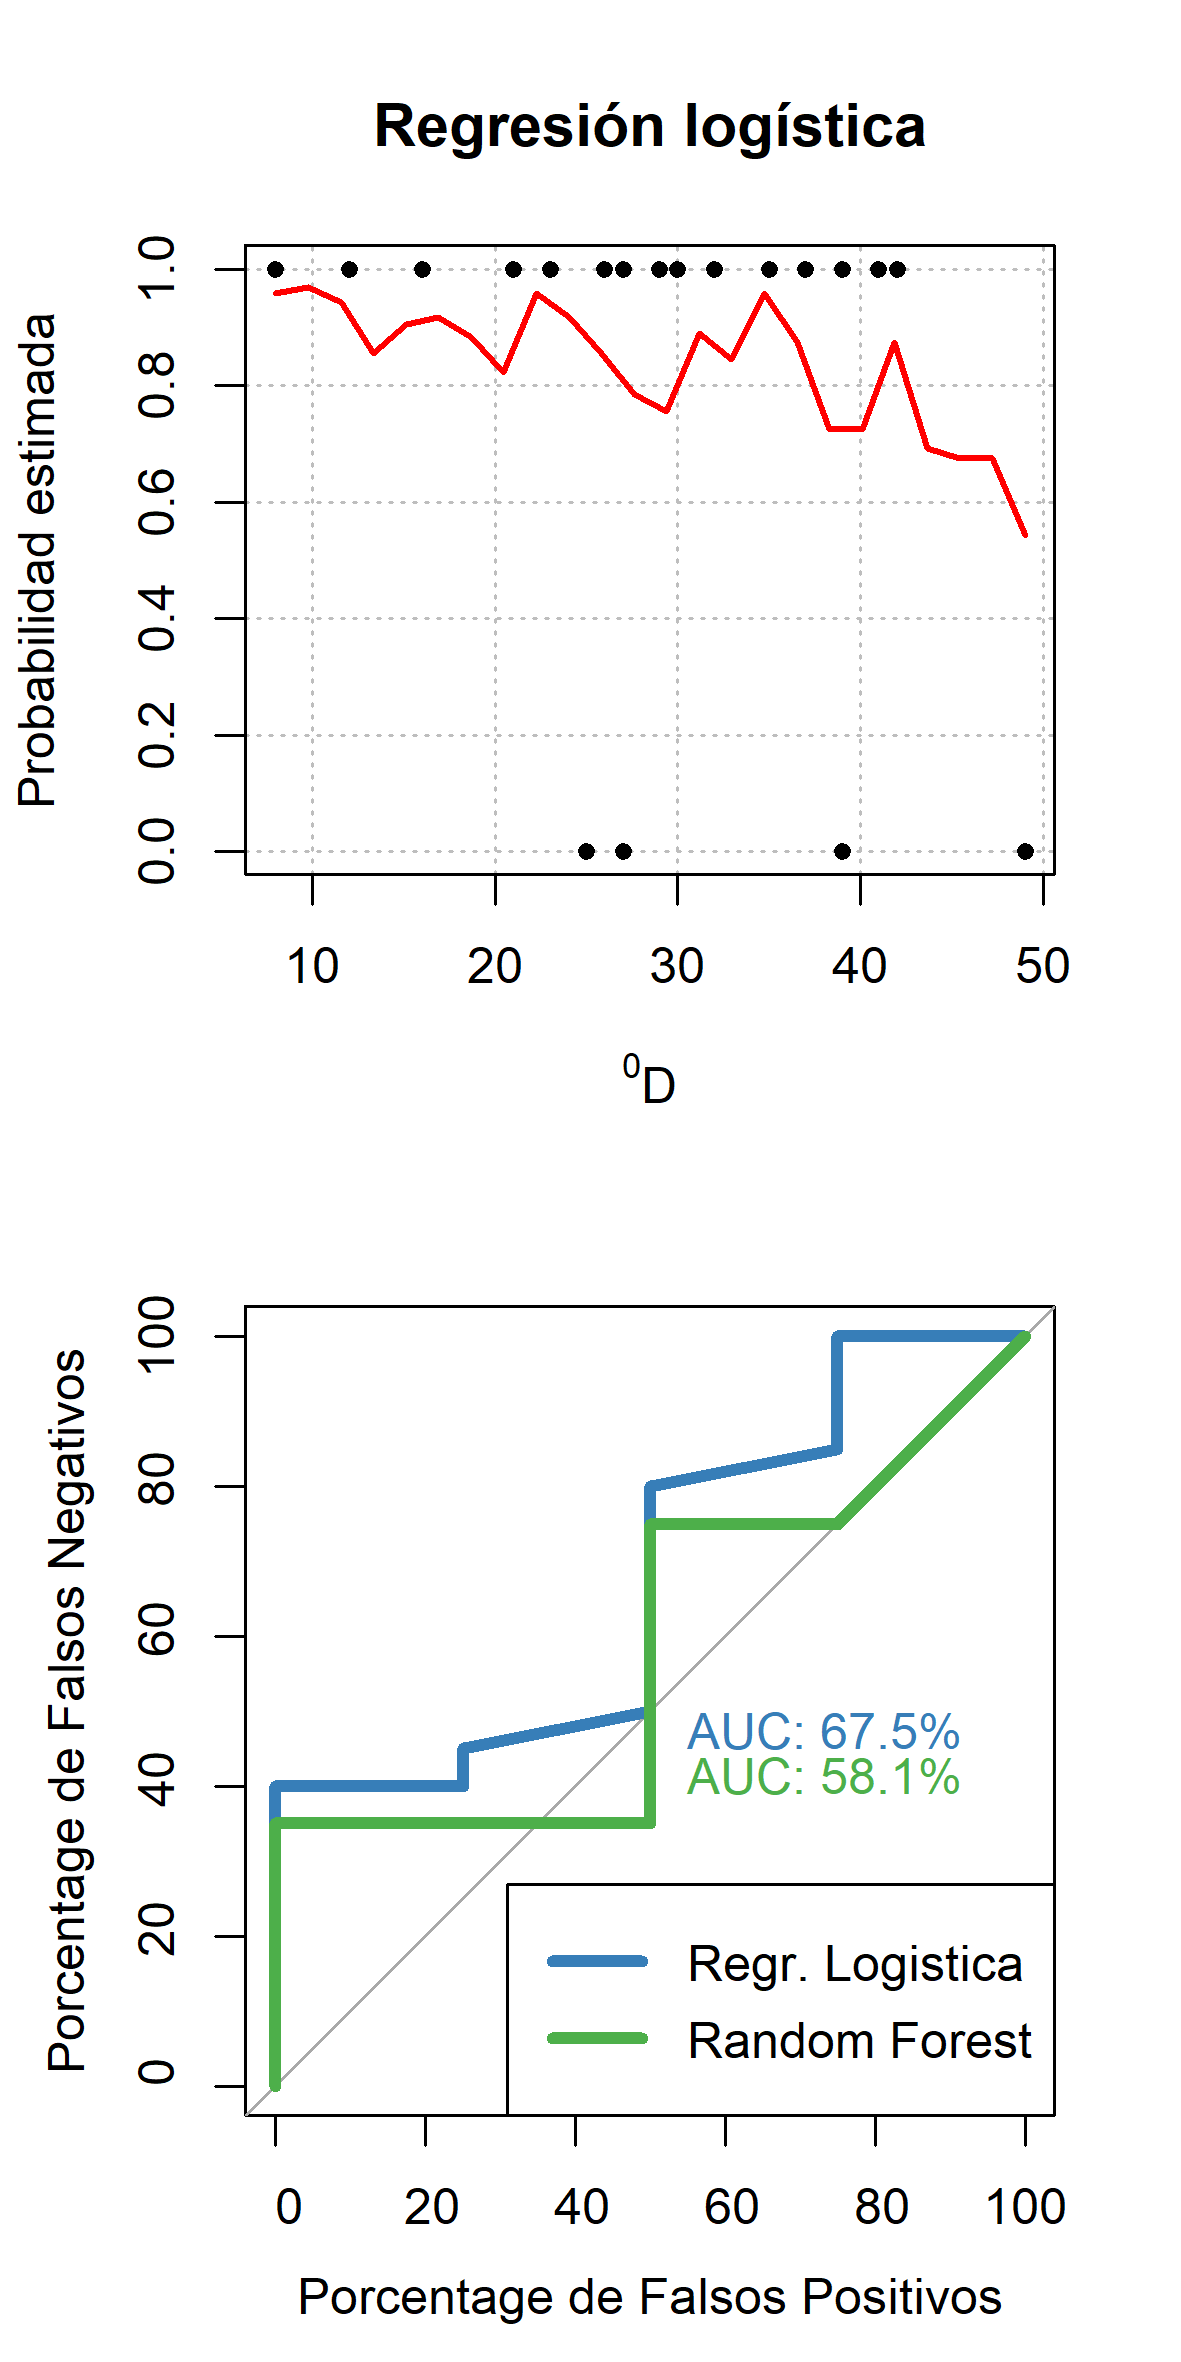 Regresión logística
Probabilidad estimada
1.0
0.8
0.6
0.4
0.2
0.0
10 20 30 40 50
⁰D
Porcentage de Falsos Negativos
100
80
60
40
20
0
AUC: 67.5%
AUC: 58.1%
Regr. Logistica
Random Forest
0 20 40 60 80 100
Porcentage de Falsos Positivos